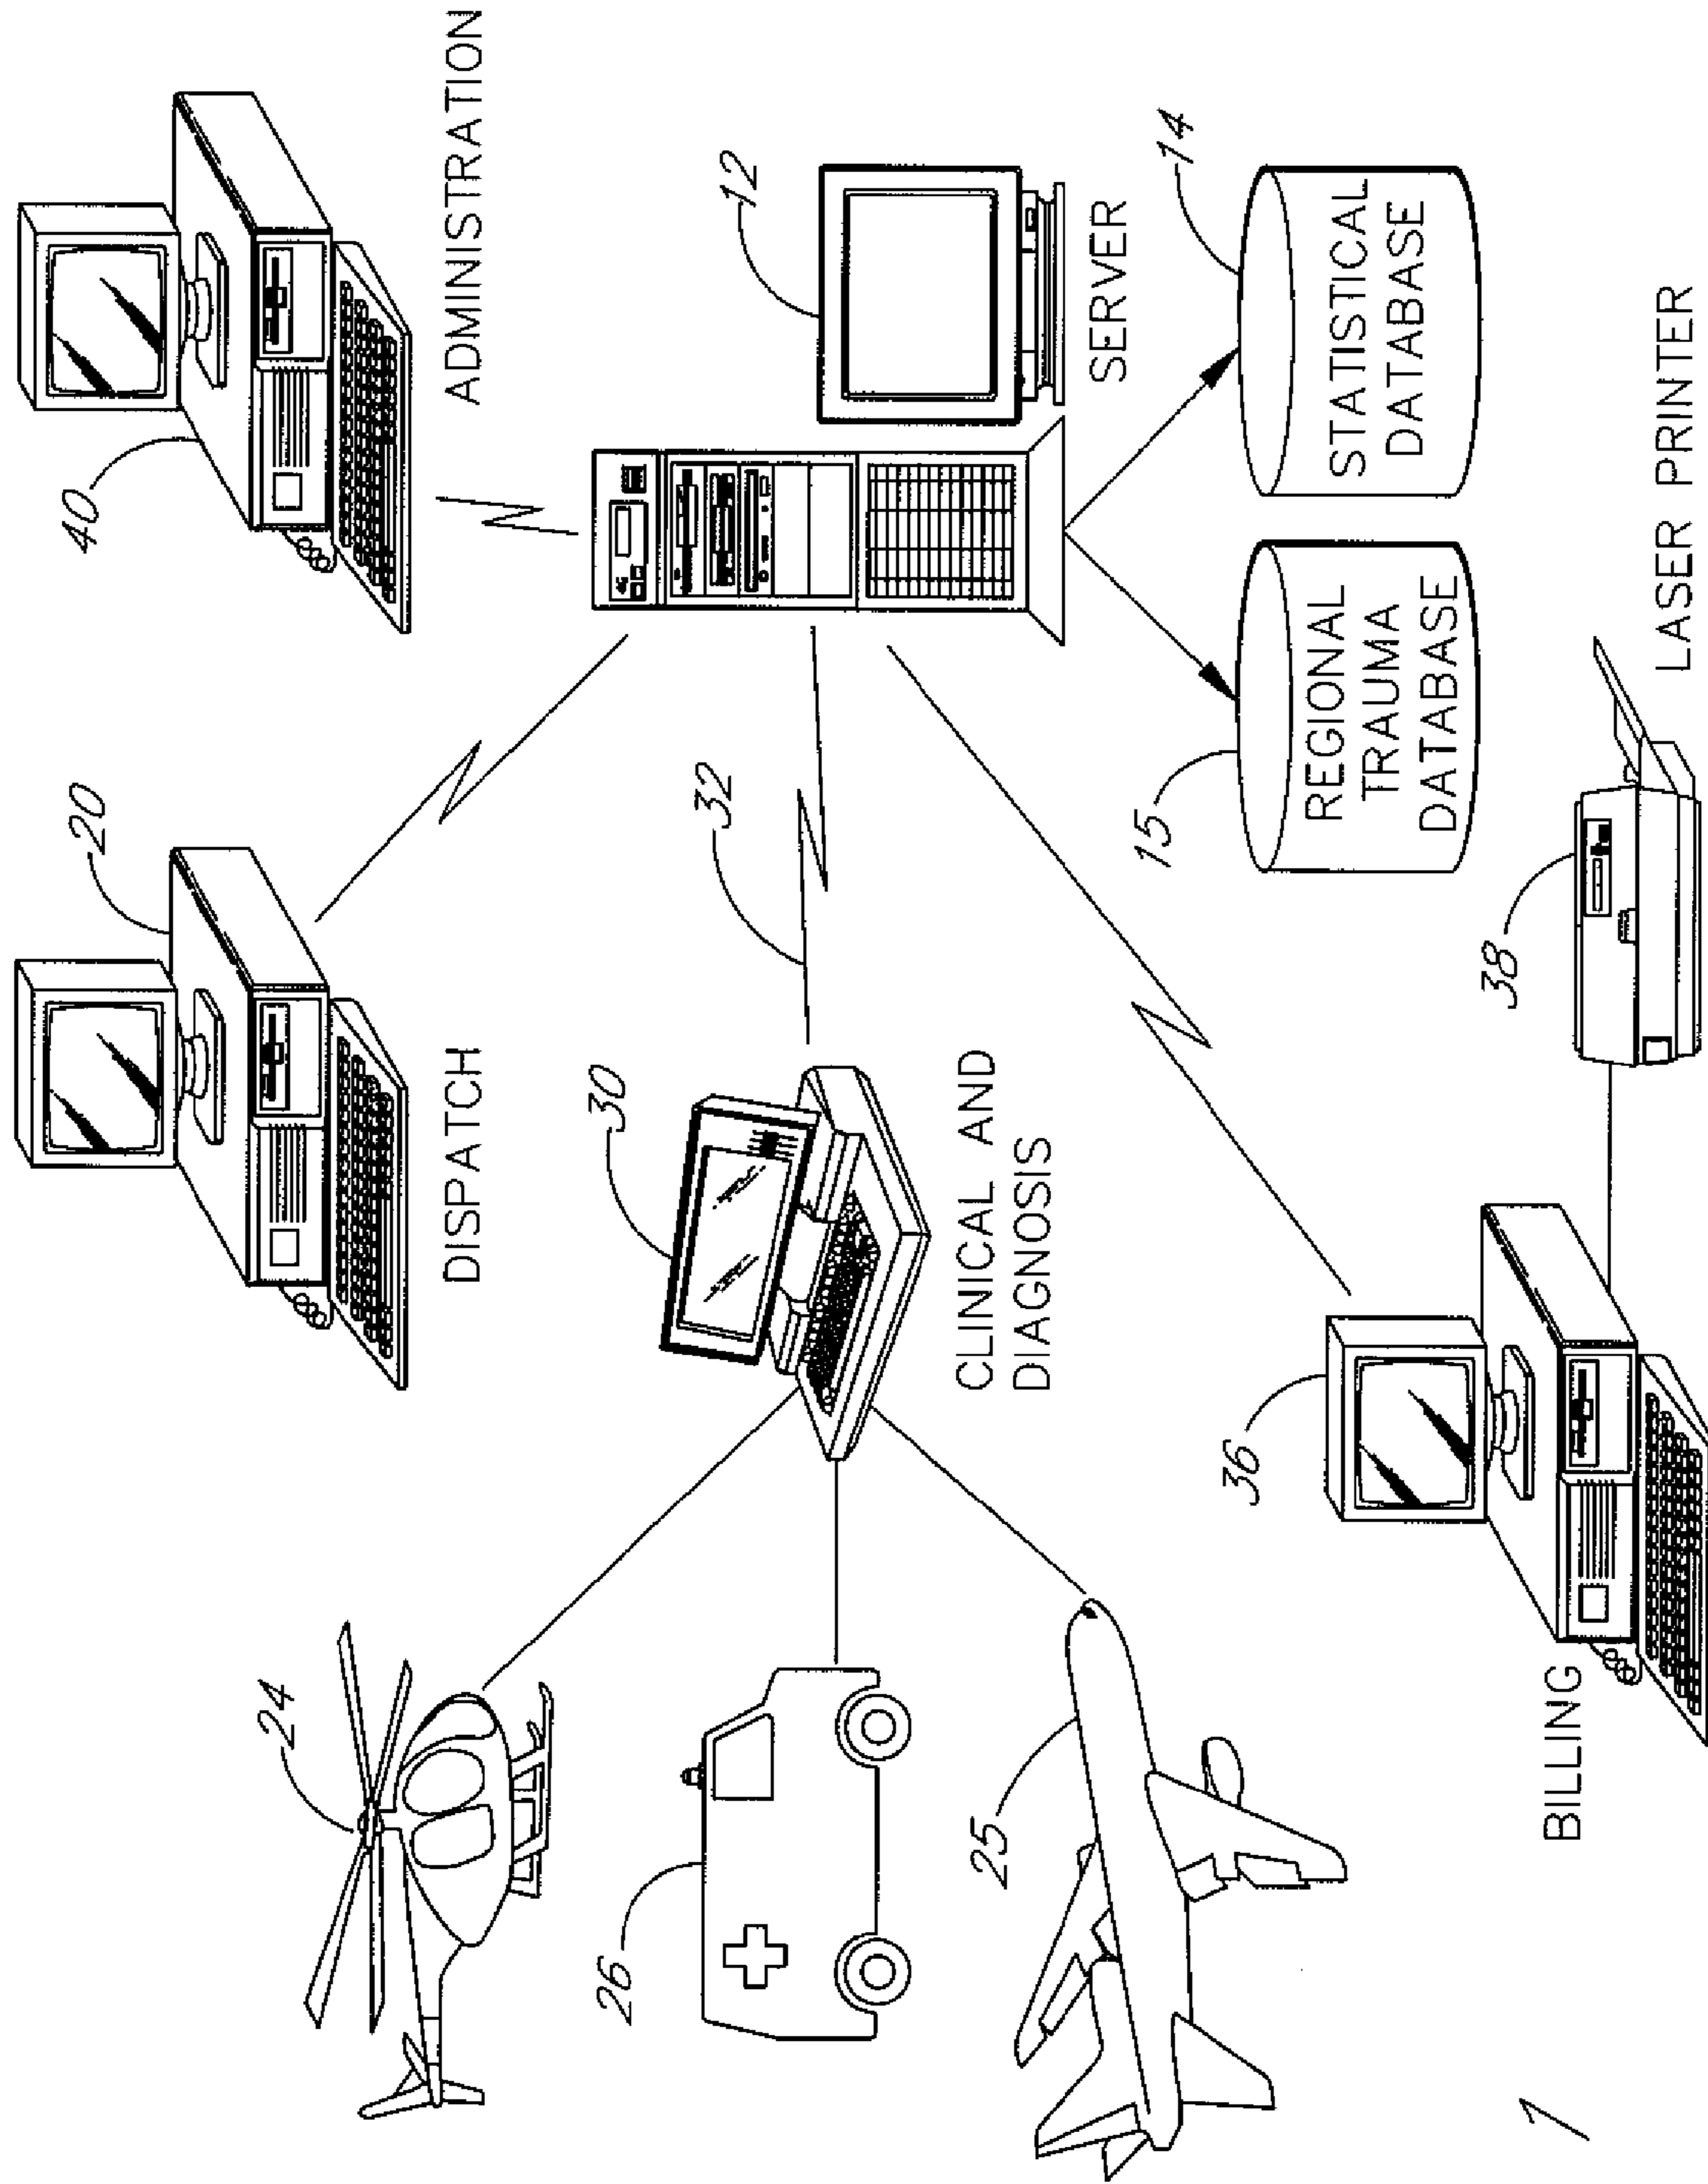 40
ADMINISTRATION
20
DISPATCH
12
SERVER
24
30
32
26
CLINICAL AND
DIAGNOSIS
14
STATISTICAL
DATABASE
15
REGIONAL
TRAUMA
DATABASE
25
36
BILLING
38
LASER PRINTER
1